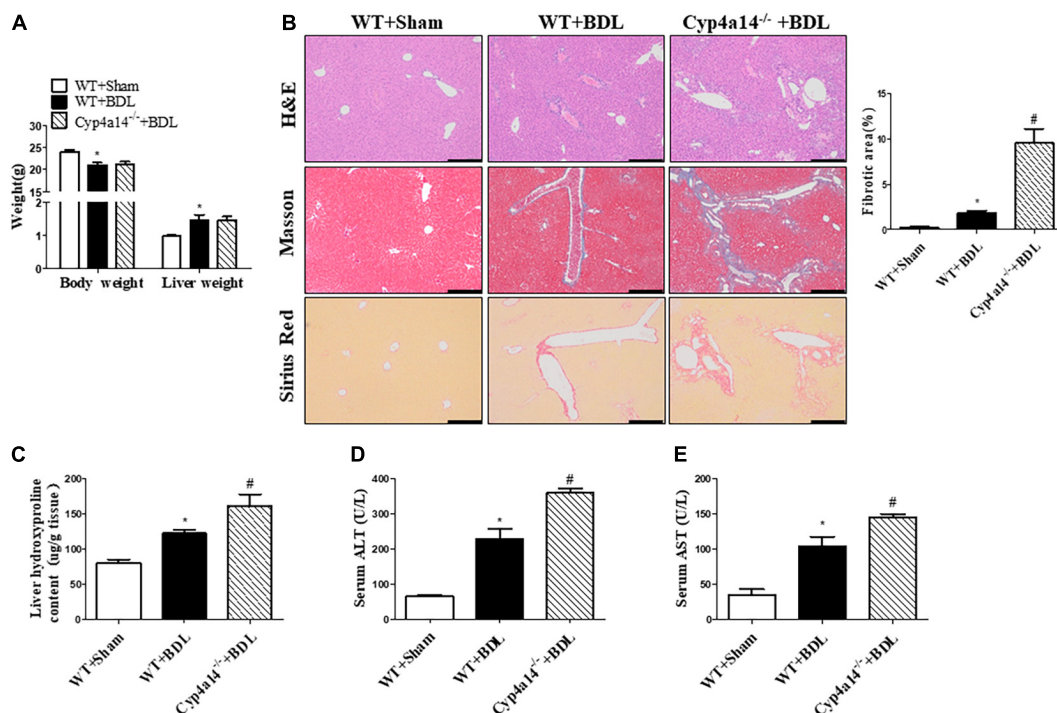 A
WT+Sham
WT+BDL
Cyp4a14⁻/⁻+BDL
Weight(g)
30
25
20
15
2
1
0
Body weight
Liver weight
B
WT+Sham
WT+BDL
Cyp4a14⁻/⁻ +BDL
H&E
Masson
Sirius Red
Fibrotic area(%)
15
10
5
0
*
#
WT+Sham
WT+BDL
Cyp4a14⁻/⁻+BDL
*
*
C
Liver hydroxyproline
content (ug/g tissue)
200
150
100
50
0
*
#
WT+Sham
WT+BDL
Cyp4a14⁻/⁻+BDL
D
Serum ALT (U/L)
400
300
200
100
0
*
#
WT+Sham
WT+BDL
Cyp4a14⁻/⁻+BDL
E
Serum AST (U/L)
200
150
100
50
0
*
#
WT+Sham
WT+BDL
Cyp4a14⁻/⁻+BDL